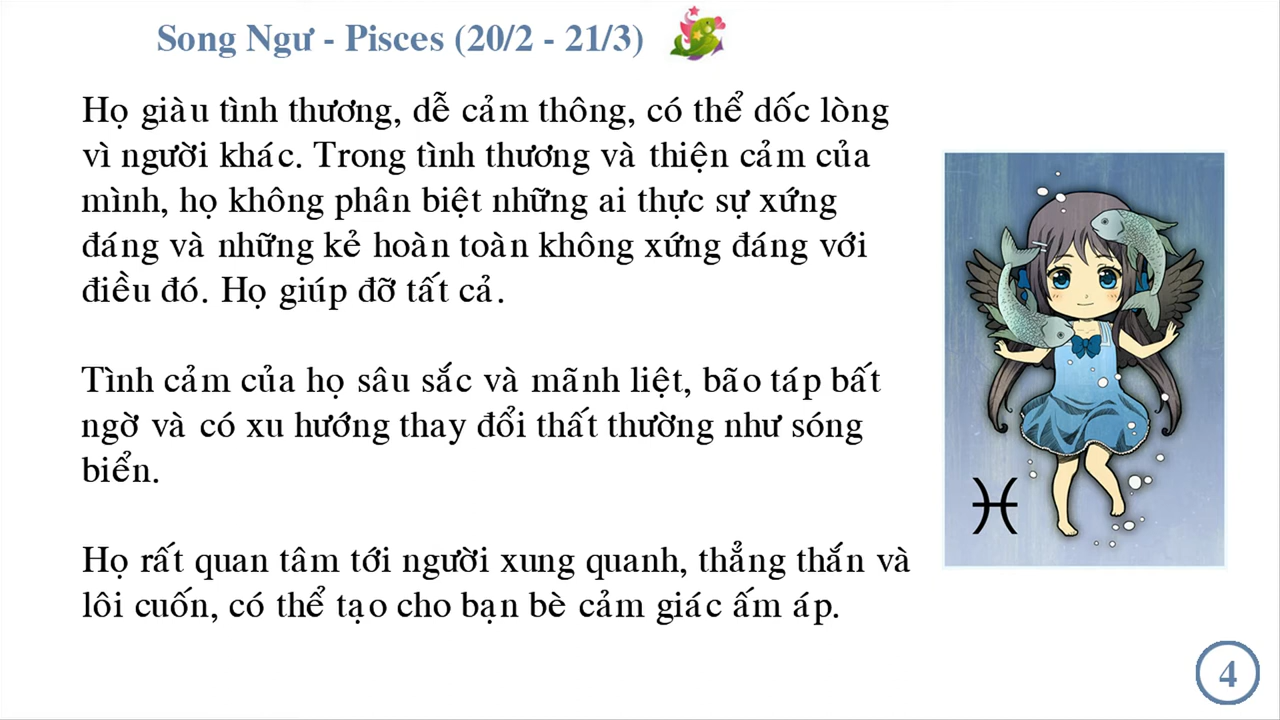 Song Ngư - Pisces (20/2 - 21/3)
Họ giàu tình thương, dễ cảm thông, có thể dốc lòng
vì người khác. Trong tình thương và thiện cảm của
mình, họ không phân biệt những ai thực sự xứng
đáng và những kẻ hoàn toàn không xứng đáng với
điều đó. Họ giúp đỡ tất cả.
Tình cảm của họ sâu sắc và mãnh liệt, bão táp bất
ngờ và có xu hướng thay đổi thất thường như sóng
biển.
Họ rất quan tâm tới người xung quanh, thẳng thắn và
lôi cuốn, có thể tạo cho bạn bè cảm giác ấm áp.
4